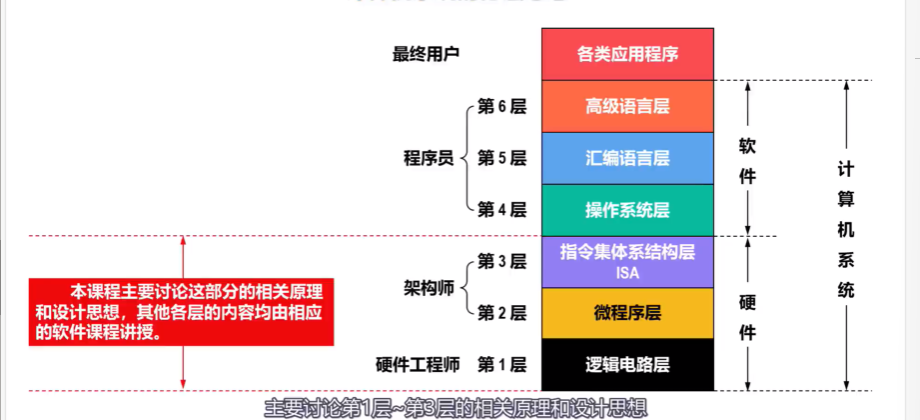 最终用户
各类应用程序
第 6 层
高级语言层
程序员
第 5 层
汇编语言层
第 4 层
操作系统层
软件
计算机系统
第 3 层
指令集体系结构层
ISA
架构师
第 2 层
微程序层
硬件
硬件工程师
第 1 层
逻辑电路层
本课程主要讨论这部分的相关原理
和设计思想，其他各层的内容均由相应
的软件课程讲授。
主要讨论第1层~第3层的相关原理和设计思想